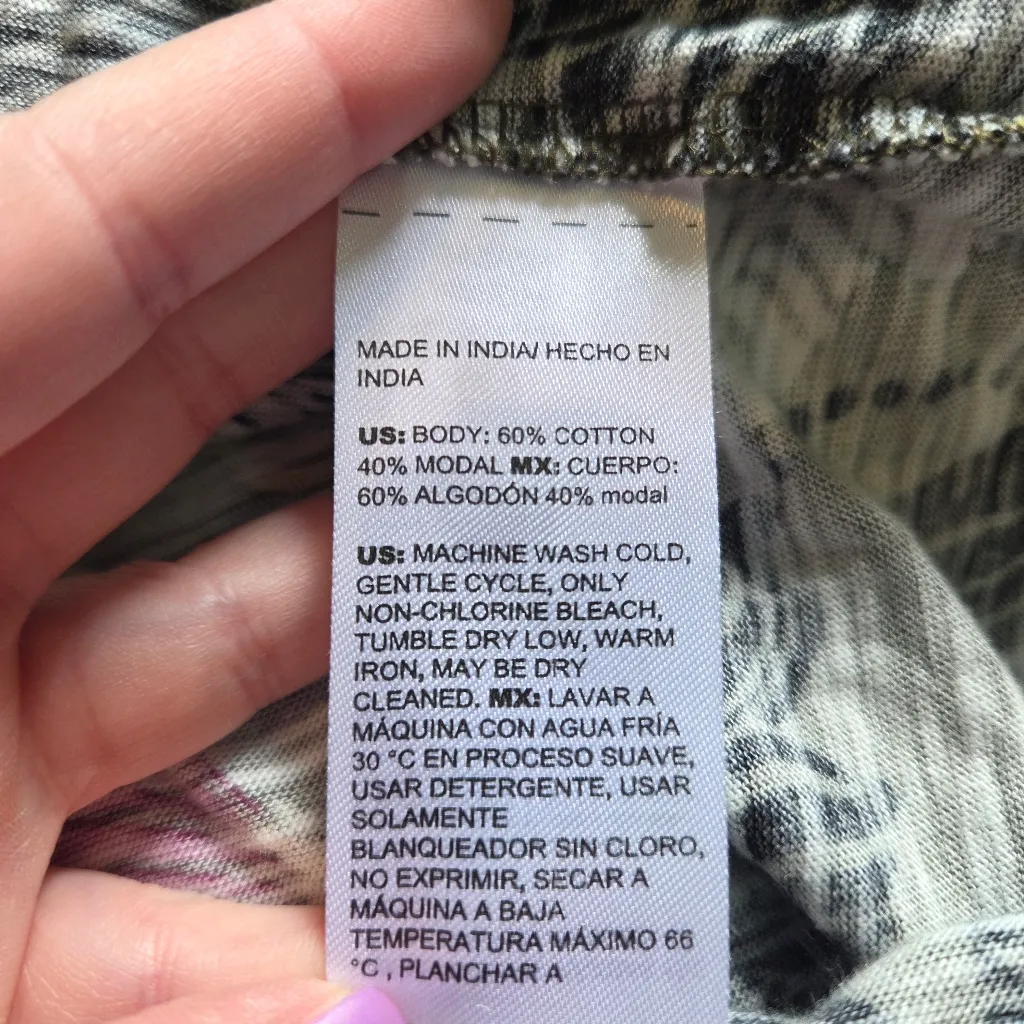 MADE IN INDIA/ HECHO EN
INDIA
US: BODY: 60% COTTON
40% MODAL MX: CUERPO:
60% ALGODÓN 40% modal
US: MACHINE WASH COLD,
GENTLE CYCLE, ONLY
NON-CHLORINE BLEACH,
TUMBLE DRY LOW, WARM
IRON, MAY BE DRY
CLEANED. MX: LAVAR A
MÁQUINA CON AGUA FRÍA
30 °C EN PROCESO SUAVE,
USAR DETERGENTE, USAR
SOLAMENTE
BLANQUEADOR SIN CLORO,
NO EXPRIMIR, SECAR A
MÁQUINA A BAJA
TEMPERATURA MÁXIMO 66
°C , PLANCHAR A